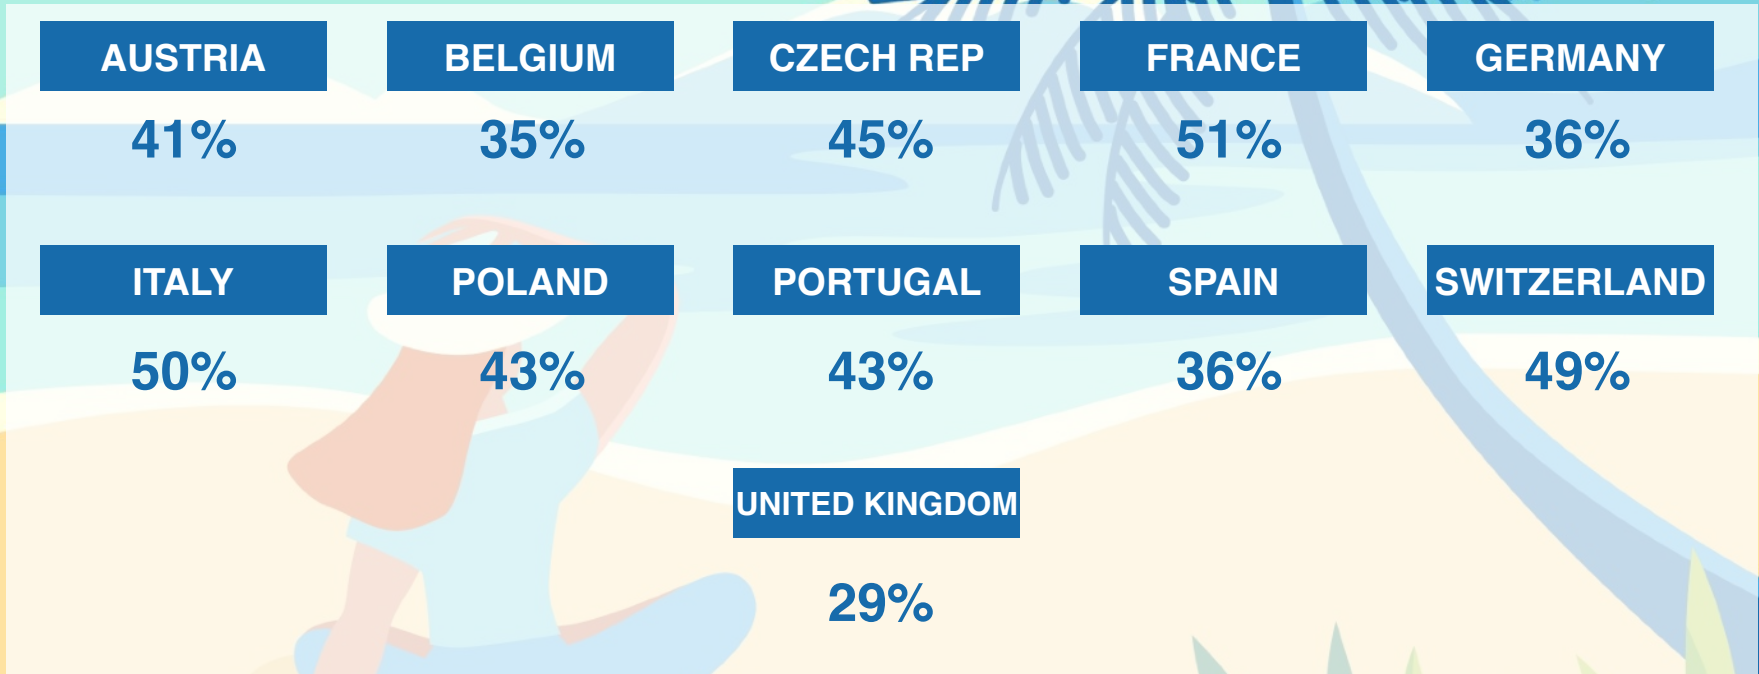 AUSTRIA BELGIUM CZECH REP FRANCE GERMANY
41% 35% 45% 51% 36%
ITALY POLAND PORTUGAL SPAIN SWITZERLAND
50% 43% 43% 36% 49%
UNITED KINGDOM
29%